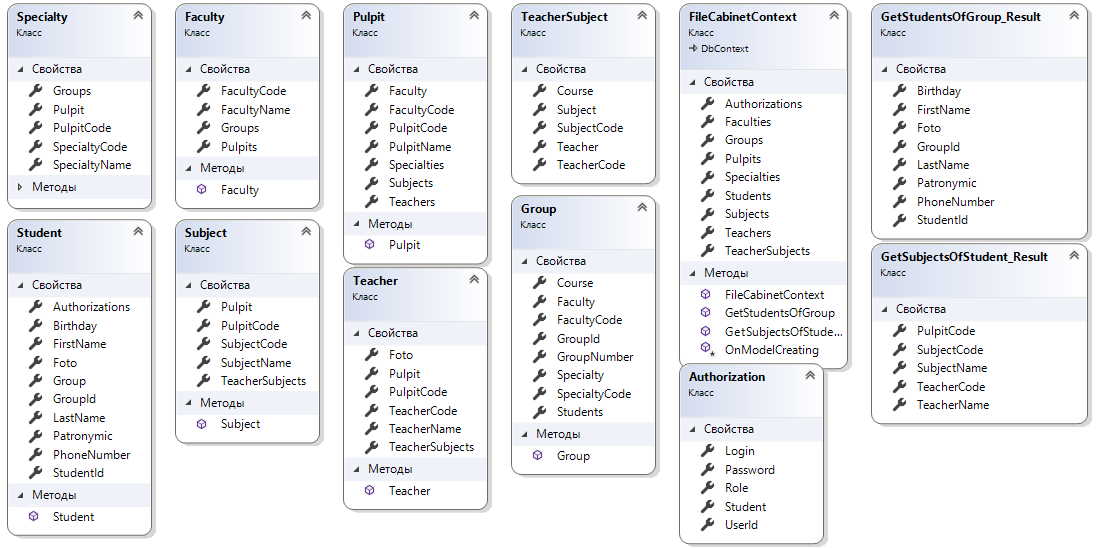 Specialty
Класс
Свойства
Groups
Pulpit
PulpitCode
SpecialtyCode
SpecialtyName
Методы
Faculty
Класс
Свойства
FacultyCode
FacultyName
Groups
Pulpits
Методы
Faculty
Pulpit
Класс
Свойства
Faculty
FacultyCode
PulpitCode
PulpitName
Specialties
Subjects
Teachers
Методы
Pulpit
TeacherSubject
Класс
Свойства
Course
Subject
SubjectCode
Teacher
TeacherCode
FileCabinetContext
Класс
DbContext
Свойства
Authorizations
Faculties
Groups
Pulpits
Specialties
Students
Subjects
Teachers
TeacherSubjects
Методы
FileCabinetContext
GetStudentsOfGroup
GetSubjectsOfStude...
OnModelCreating
GetStudentsOfGroup_Result
Класс
Свойства
Birthday
FirstName
Foto
GroupId
LastName
Patronymic
PhoneNumber
StudentId
Student
Класс
Свойства
Authorizations
Birthday
FirstName
Foto
Group
GroupId
LastName
Patronymic
PhoneNumber
StudentId
Методы
Student
Subject
Класс
Свойства
Pulpit
PulpitCode
SubjectCode
SubjectName
TeacherSubjects
Методы
Subject
Teacher
Класс
Свойства
Foto
Pulpit
PulpitCode
TeacherCode
TeacherName
TeacherSubjects
Методы
Teacher
Group
Класс
Свойства
Course
Faculty
FacultyCode
GroupId
GroupNumber
Specialty
SpecialtyCode
Students
Методы
Group
Authorization
Класс
Свойства
Login
Password
Role
Student
UserId
GetSubjectsOfStudent_Result
Класс
Свойства
PulpitCode
SubjectCode
SubjectName
TeacherCode
TeacherName